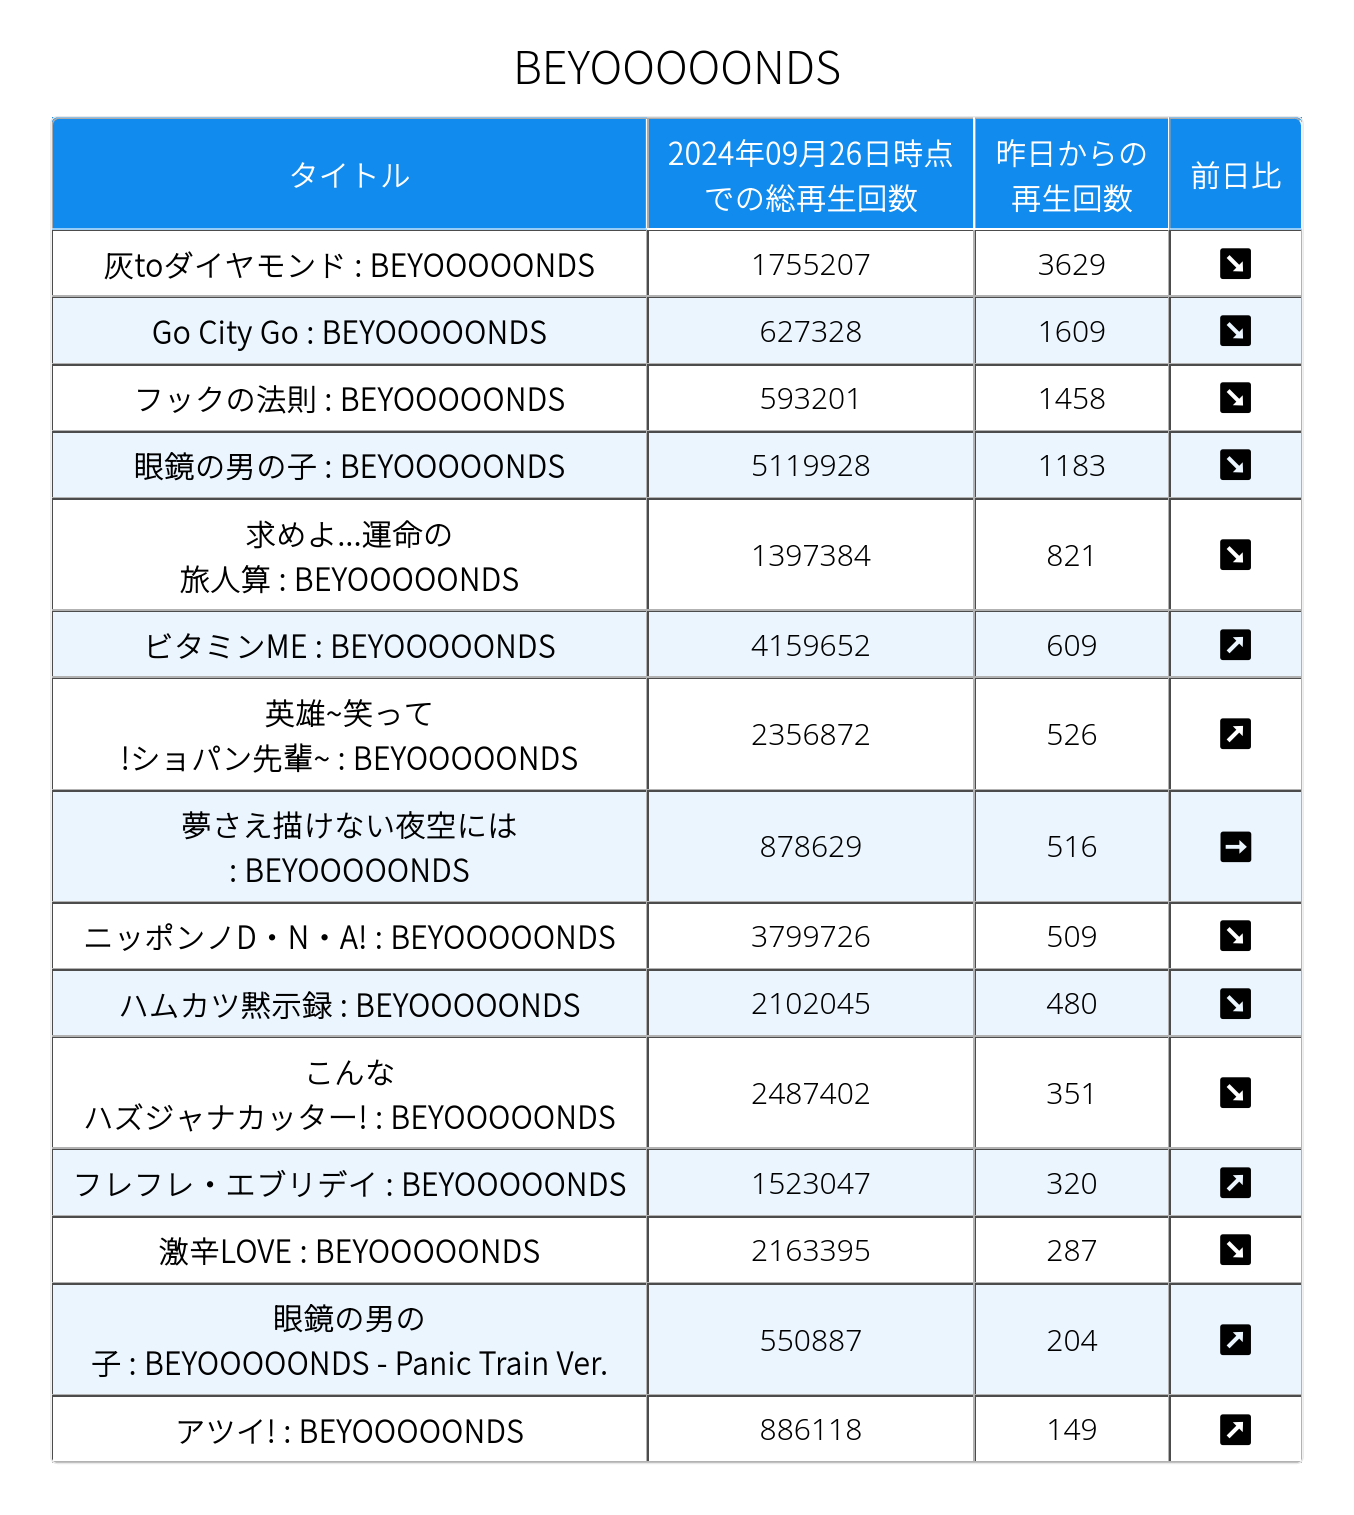 BEYOOOOONDS
タイトル
2024年09月26日時点
での総再生回数
昨日からの
再生回数
前日比
灰toダイヤモンド : BEYOOOOONDS
1755207
3629
Go City Go : BEYOOOOONDS
627328
1609
フックの法則 : BEYOOOOONDS
593201
1458
眼鏡の男の子 : BEYOOOOONDS
5119928
1183
求めよ...運命の
旅人算 : BEYOOOOONDS
1397384
821
ビタミンME : BEYOOOOONDS
4159652
609
英雄~笑って
!ショパン先輩~ : BEYOOOOONDS
2356872
526
夢さえ描けない夜空には
: BEYOOOOONDS
878629
516
ニッポンノD・N・A! : BEYOOOOONDS
3799726
509
ハムカツ黙示録 : BEYOOOOONDS
2102045
480
こんな
ハズジャナカッター! : BEYOOOOONDS
2487402
351
フレフレ・エブリデイ : BEYOOOOONDS
1523047
320
激辛LOVE : BEYOOOOONDS
2163395
287
眼鏡の男の
子 : BEYOOOOONDS - Panic Train Ver.
550887
204
アツイ! : BEYOOOOONDS
886118
149